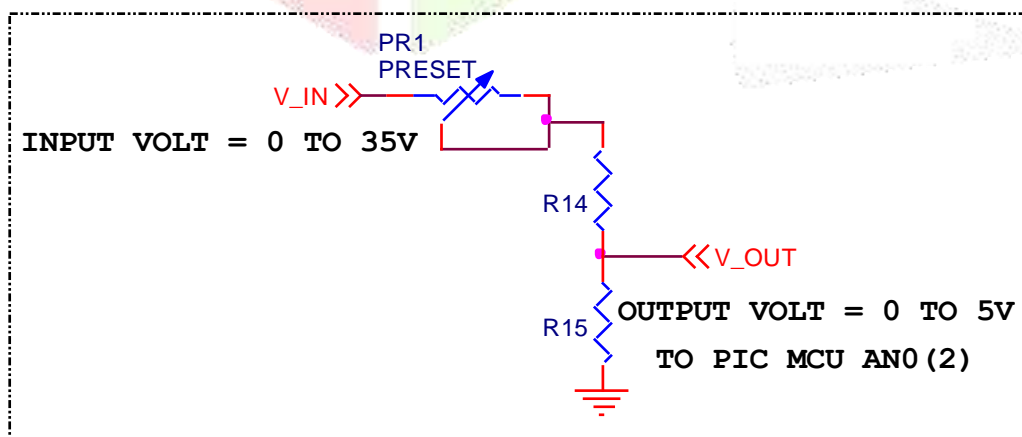 PR1
PRESET
V_IN
INPUT VOLT = 0 TO 35V
R14
V_OUT
OUTPUT VOLT = 0 TO 5V
R15
TO PIC MCU AN0(2)